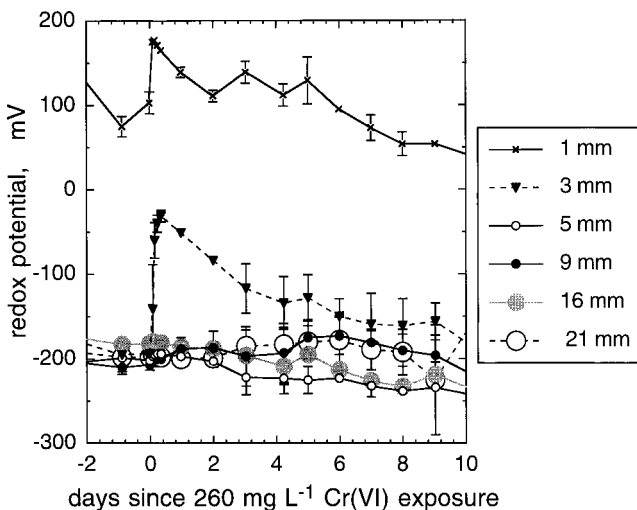 200
100
0
-100
-200
-300
redox potential, mV
-2 0 2 4 6 8 10
days since 260 mg L-1 Cr(VI) exposure
1 mm
3 mm
5 mm
9 mm
16 mm
21 mm